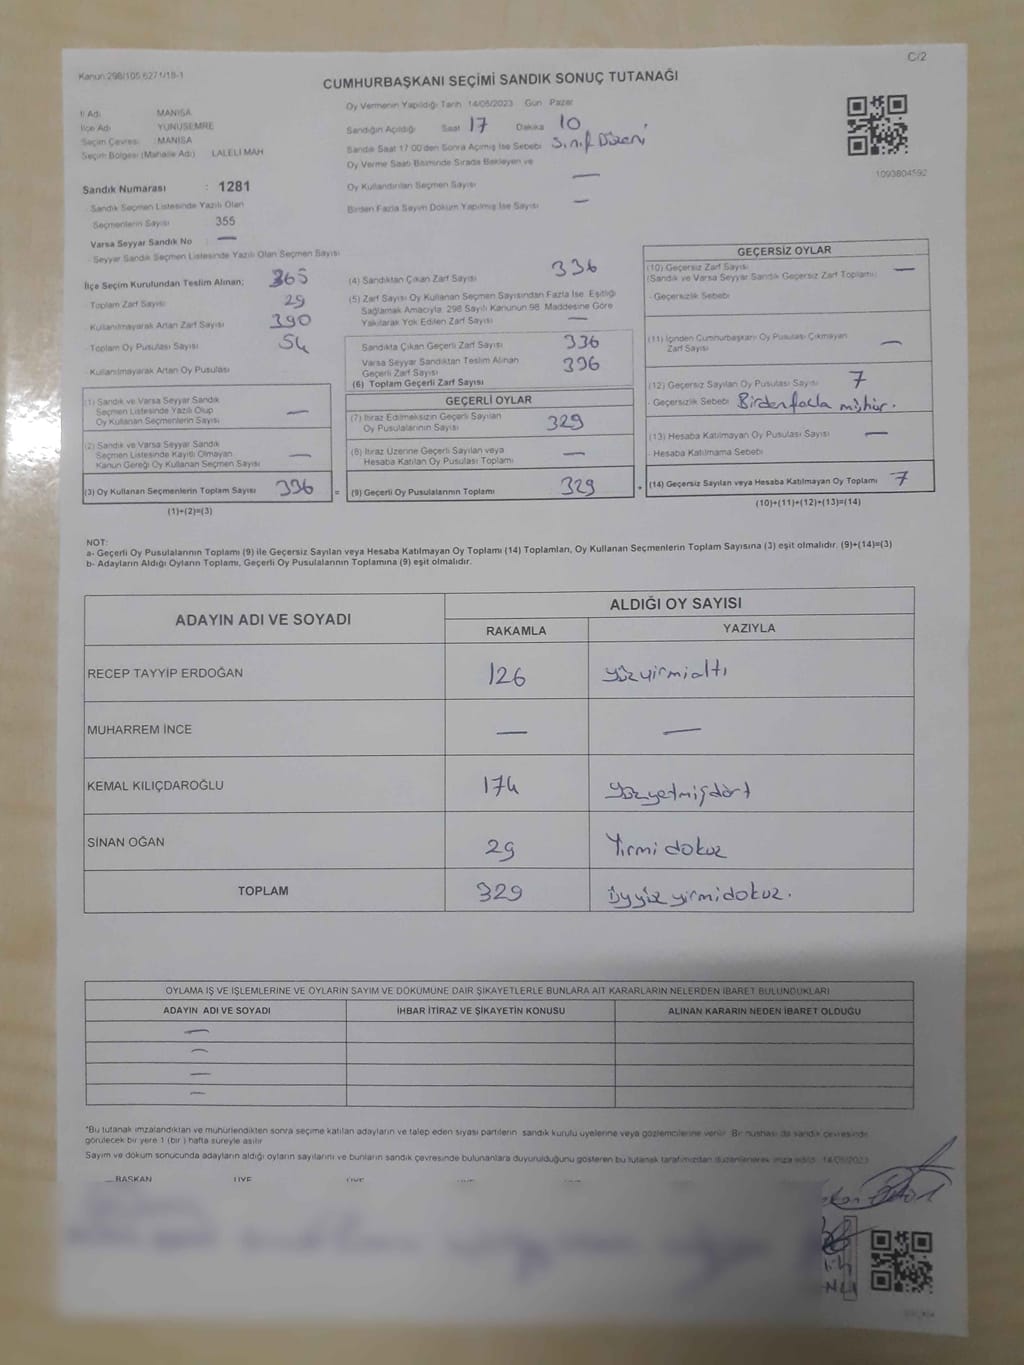 C/2
Kanun:298/105,6271/18-1
CUMHURBAŞKANI SEÇİMİ SANDIK SONUÇ TUTANAĞI
İl Adı : MANİSA
İlçe Adı : YUNUSEMRE
Seçim Çevresi : MANİSA
Seçim Bölgesi (Mahalle Adı) : LALELİ MAH
Sandık Numarası : 1281
Sandık Seçmen Listesinde Yazılı Olan
Seçmenlerin Sayısı 355
Varsa Seyyar Sandık No —
- Seyyar Sandık Seçmen Listesinde Yazılı Olan Seçmen Sayısı
Oy Vermenin Yapıldığı Tarih 14/05/2023 Gün Pazar
Sandığın Açıldığı Saat 17 Dakika 10
Sandık Saat 17:00'den Sonra Açılmış İse Sebebi Sınıf Düzeni
Oy Verme Saati Bitiminde Sırada Bekleyen ve
Oy Kullandırılan Seçmen Sayısı —
Birden Fazla Sayım Döküm Yapılmış İse Sayısı —
1093804592
İlçe Seçim Kurulundan Teslim Alınan; 365
Toplam Zarf Sayısı 29
- Kullanılmayarak Artan Zarf Sayısı 390
- Toplam Oy Pusulası Sayısı 54
- Kullanılmayarak Artan Oy Pusulası
(1) Sandık ve Varsa Seyyar Sandık
Seçmen Listesinde Yazılı Olup
Oy Kullanan Seçmenlerin Sayısı —
(2) Sandık ve Varsa Seyyar Sandık
Seçmen Listesinde Kayıtlı Olmayan
Kanun Gereği Oy Kullanan Seçmen Sayısı —
(3) Oy Kullanan Seçmenlerin Toplam Sayısı 336 =
(1)+(2)=(3)
(4) Sandıktan Çıkan Zarf Sayısı 336
(5) Zarf Sayısı Oy Kullanan Seçmen Sayısından Fazla İse, Eşitliği
Sağlamak Amacıyla, 298 Sayılı Kanunun 98. Maddesine Göre
Yakılarak Yok Edilen Zarf Sayısı —
Sandıkta Çıkan Geçerli Zarf Sayısı 336
Varsa Seyyar Sandıktan Teslim Alınan
Geçerli Zarf Sayısı 336
(6) Toplam Geçerli Zarf Sayısı
GEÇERLİ OYLAR
(7) İtiraz Edilmeksizin Geçerli Sayılan
Oy Pusulalarının Sayısı 329
(8) İtiraz Üzerine Geçerli Sayılan veya
Hesaba Katılan Oy Pusulası Toplamı —
(9) Geçerli Oy Pusulalarının Toplamı 329 +
GEÇERSİZ OYLAR
(10) Geçersiz Zarf Sayısı
(Sandık ve Varsa Seyyar Sandık Geçersiz Zarf Toplamı) —
- Geçersizlik Sebebi
(11) İçinden Cumhurbaşkanı Oy Pusulası Çıkmayan
Zarf Sayısı —
(12) Geçersiz Sayılan Oy Pusulası Sayısı 7
- Geçersizlik Sebebi Birden fazla mühür.
(13) Hesaba Katılmayan Oy Pusulası Sayısı —
- Hesaba Katılmama Sebebi
(14) Geçersiz Sayılan veya Hesaba Katılmayan Oy Toplamı 7
(10)+(11)+(12)+(13)=(14)
NOT:
a- Geçerli Oy Pusulalarının Toplamı (9) ile Geçersiz Sayılan veya Hesaba Katılmayan Oy Toplamı (14) Toplamları, Oy Kullanan Seçmenlerin Toplam Sayısına (3) eşit olmalıdır. (9)+(14)=(3)
b- Adayların Aldığı Oyların Toplamı, Geçerli Oy Pusulalarının Toplamına (9) eşit olmalıdır.
ADAYIN ADI VE SOYADI ALDIĞI OY SAYISI
RAKAMLA YAZIYLA
RECEP TAYYİP ERDOĞAN 126 yüzyirmialtı
MUHARREM İNCE — —
KEMAL KILIÇDAROĞLU 174 yüzyetmişdört
SİNAN OĞAN 29 Yirmi dokuz
TOPLAM 329 üçyüz yirmidokuz.
OYLAMA İŞ VE İŞLEMLERİNE VE OYLARIN SAYIM VE DÖKÜMÜNE DAİR ŞİKAYETLERLE BUNLARA AİT KARARLARIN NELERDEN İBARET BULUNDUKLARI
ADAYIN ADI VE SOYADI İHBAR İTİRAZ VE ŞİKAYETİN KONUSU ALINAN KARARIN NEDEN İBARET OLDUĞU
—
—
—
—
*Bu tutanak imzalandıktan ve mühürlendikten sonra seçime katılan adayların ve talep eden siyasi partilerin sandık kurulu üyelerine veya gözlemcilerine verilir. Bir nüshası da sandık çevresinde
görülecek bir yere 1 (bir ) hafta süreyle asılır
Sayım ve döküm sonucunda adayların aldığı oyların sayılarını ve bunların sandık çevresinde bulunanlara duyurulduğunu gösteren bu tutanak tarafımızdan düzenlenerek imza edildi. 14/05/2023
BAŞKAN ÜYE ÜYE